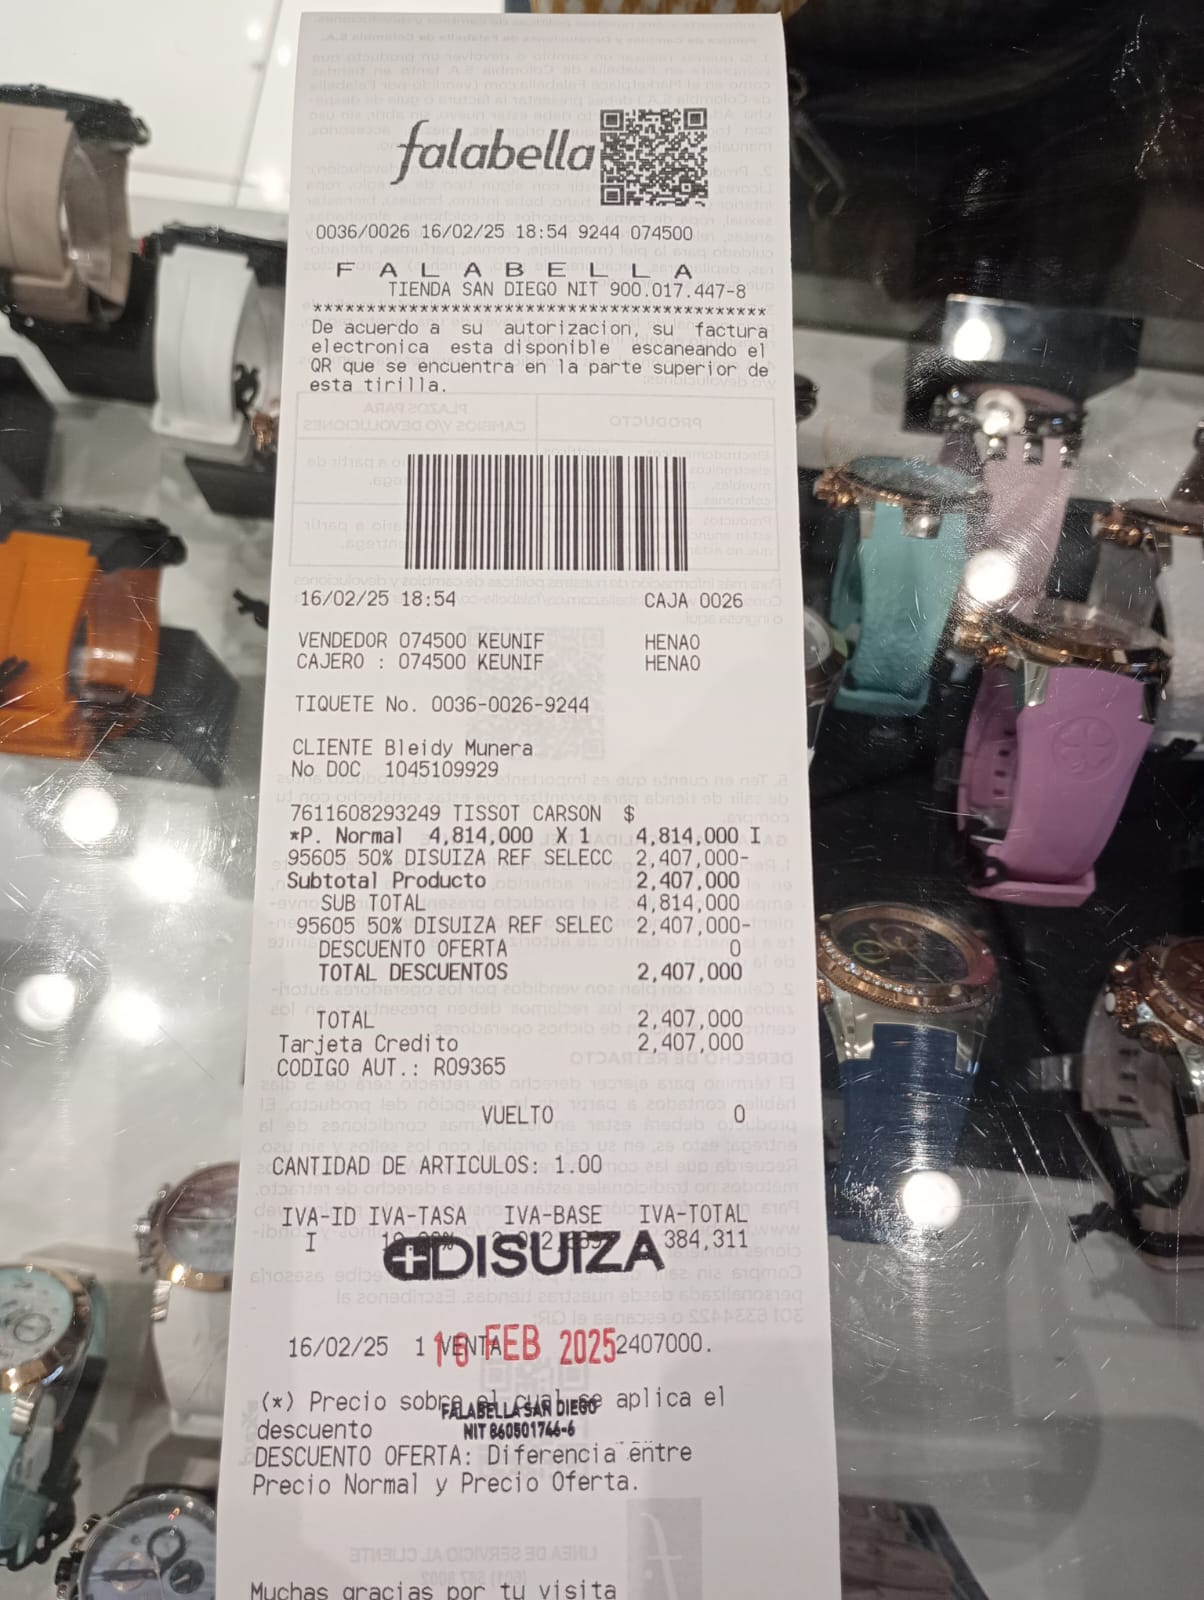 falabella
0036/0026 16/02/25 18:54 9244 074500
F A L A B E L L A
TIENDA SAN DIEGO NIT 900.017.447-8
******************************************
De acuerdo a su autorizacion, su factura
electronica esta disponible escaneando el
QR que se encuentra en la parte superior de
esta tirilla.
16/02/25 18:54 CAJA 0026
VENDEDOR 074500 KEUNIF HENAO
CAJERO : 074500 KEUNIF HENAO
TIQUETE No. 0036-0026-9244
CLIENTE Bleidy Munera
No DOC 1045109929
7611608293249 TISSOT CARSON $
*P. Normal 4,814,000 X 1 4,814,000 I
95605 50% DISUIZA REF SELECC 2,407,000-
Subtotal Producto 2,407,000
SUB TOTAL 4,814,000
95605 50% DISUIZA REF SELEC 2,407,000-
DESCUENTO OFERTA 0
TOTAL DESCUENTOS 2,407,000
TOTAL 2,407,000
Tarjeta Credito 2,407,000
CODIGO AUT.: R09365
VUELTO 0
CANTIDAD DE ARTICULOS: 1.00
IVA-ID IVA-TASA IVA-BASE IVA-TOTAL
I 384,311
DISUIZA
16/02/25 1 VENTA 2407000.
16 FEB 2025
(*) Precio sobre el cual se aplica el
FALABELLA SAN DIEGO
descuento
NIT 860501746-6
DESCUENTO OFERTA: Diferencia entre
Precio Normal y Precio Oferta.
Muchas gracias por tu visita